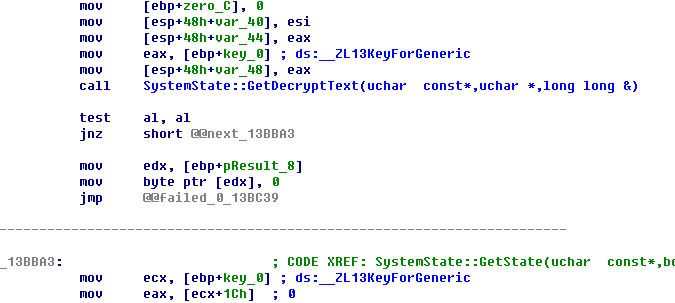 mov [ebp+zero_C], 0
mov [esp+48h+var_40], esi
mov [esp+48h+var_44], eax
mov eax, [ebp+key_0] ; ds:__ZL13KeyForGeneric
mov [esp+48h+var_48], eax
call SystemState::GetDecryptText(uchar const*,uchar *,long long &)
test al, al
jnz short @@next_13BBA3
mov edx, [ebp+pResult_8]
mov byte ptr [edx], 0
jmp @@failed_0_13BC39
_13BBA3: ; CODE XREF: SystemState::GetState(uchar const*,bo
mov ecx, [ebp+key_0] ; ds:__ZL13KeyForGeneric
mov eax, [ecx+1Ch] ; 0